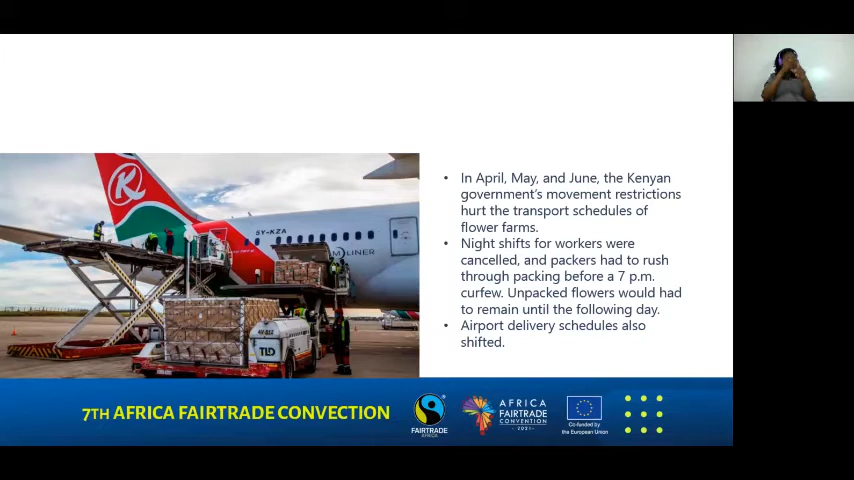 K
5Y-KZA
MLINER
TLD
• In April, May, and June, the Kenyan
government's movement restrictions
hurt the transport schedules of
flower farms.
• Night shifts for workers were
cancelled, and packers had to rush
through packing before a 7 p.m.
curfew. Unpacked flowers would had
to remain until the following day.
• Airport delivery schedules also
shifted.
7TH AFRICA FAIRTRADE CONVECTION
FAIRTRADE
AFRICA
AFRICA
FAIRTRADE
CONVENTION
- 2021 -
Co-funded by
the European Union